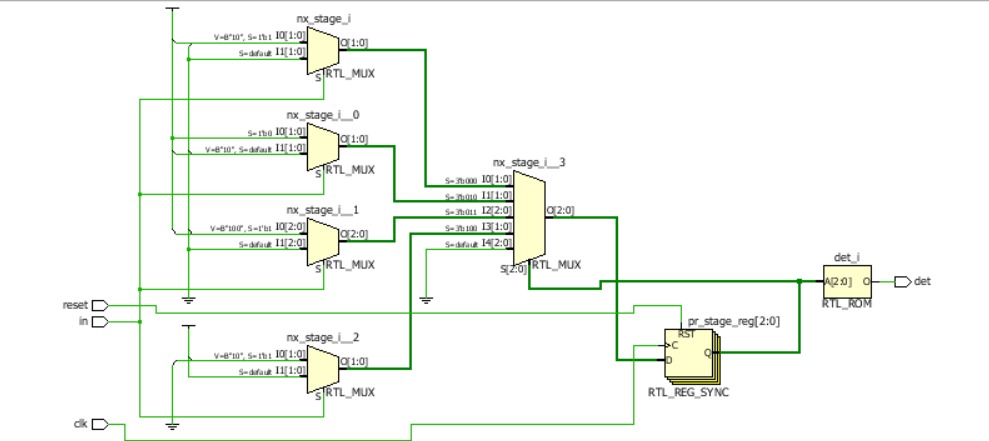 nx_stage_i
V=B"10", S=1'b1 I0[1:0]
S=default I1[1:0]
O[1:0]
S
RTL_MUX
nx_stage_i__0
S=1'b0 I0[1:0]
V=B"10", S=default I1[1:0]
O[1:0]
S
RTL_MUX
nx_stage_i__1
V=B"100", S=1'b1 I0[2:0]
S=default I1[2:0]
O[2:0]
S
RTL_MUX
nx_stage_i__2
V=B"10", S=1'b1 I0[1:0]
S=default I1[1:0]
O[1:0]
S
RTL_MUX
nx_stage_i__3
S=3'b000 I0[1:0]
S=3'b010 I1[1:0]
S=3'b011 I2[2:0]
S=3'b100 I3[1:0]
S=default I4[2:0]
O[2:0]
S[2:0]
RTL_MUX
det_i
A[2:0]
O
RTL_ROM
det
reset
in
clk
pr_stage_reg[2:0]
RST
C
D
Q
RTL_REG_SYNC